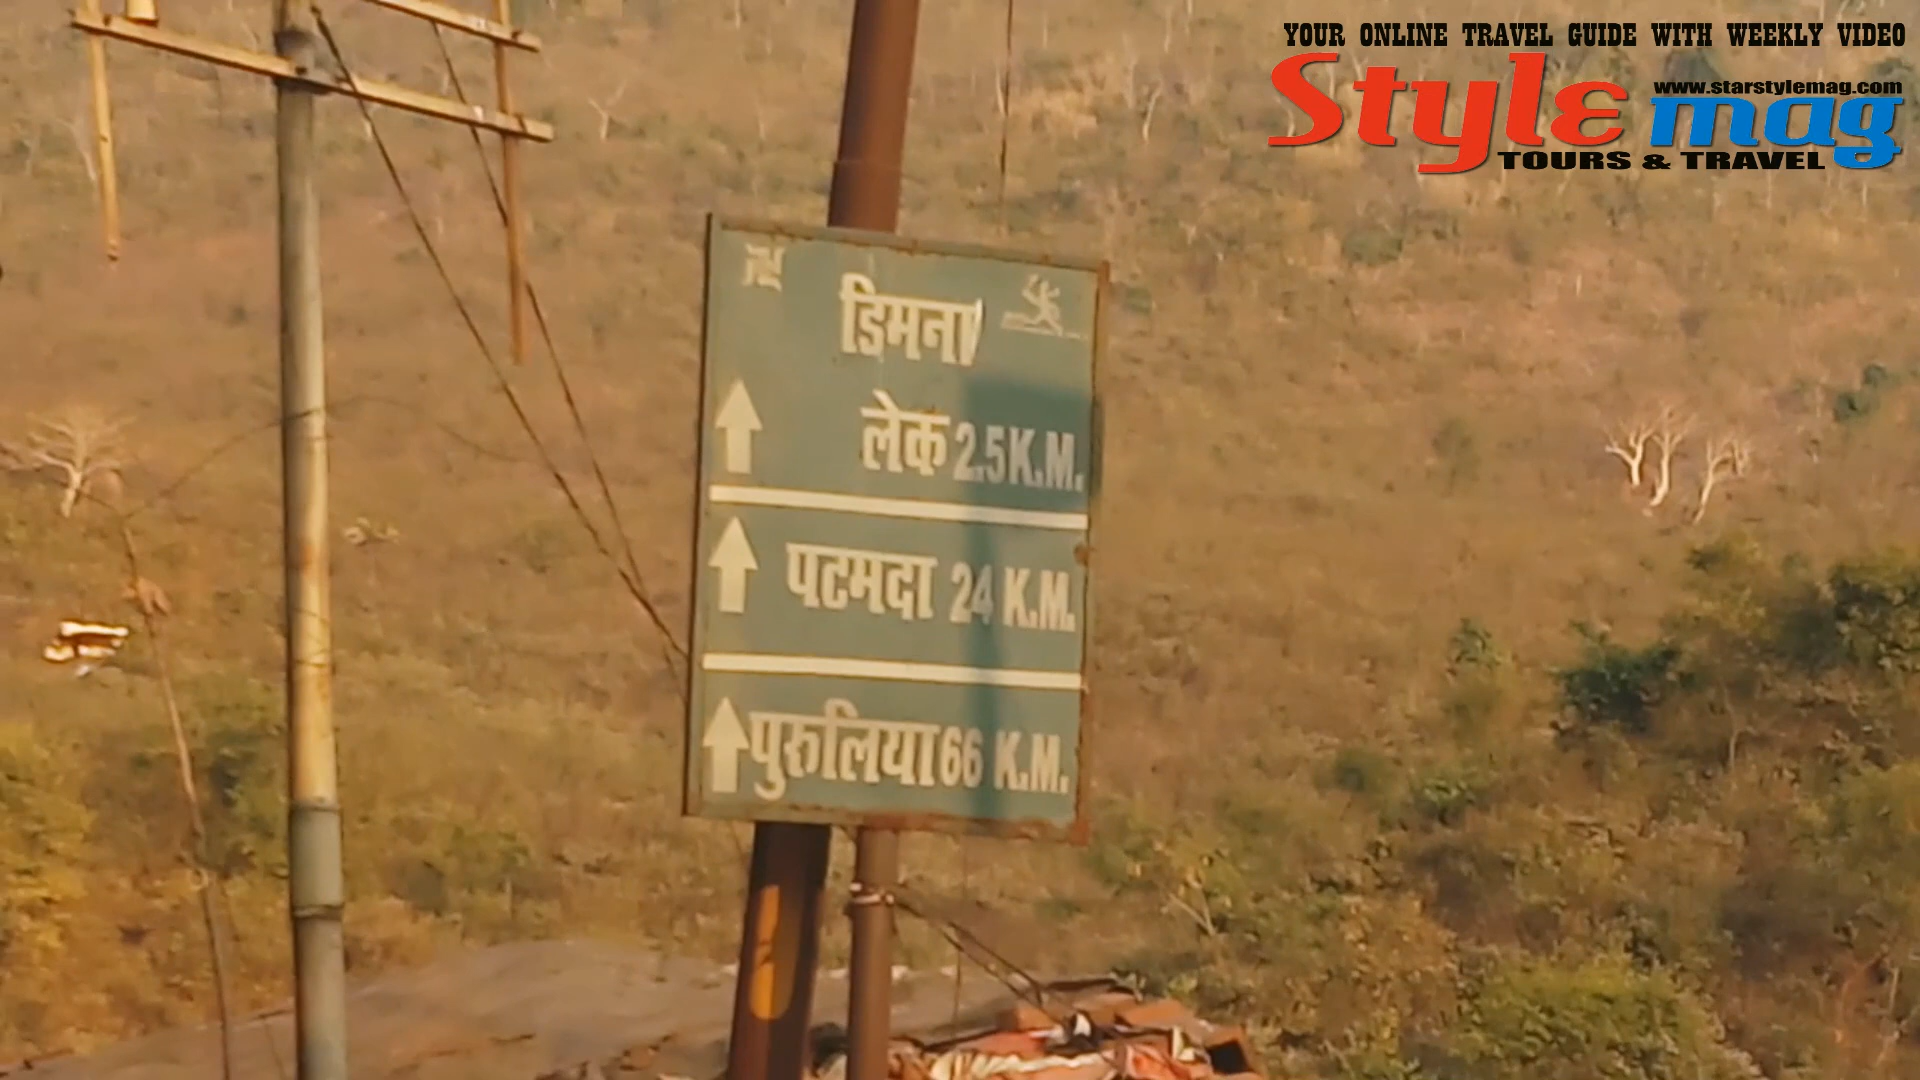 YOUR ONLINE TRAVEL GUIDE WITH WEEKLY VIDEO
www.starstylemag.com
Style mag
TOURS & TRAVEL
डिमना
लेक 2.5K.M.
पटमदा 24 K.M.
पुरुलिया 66 K.M.